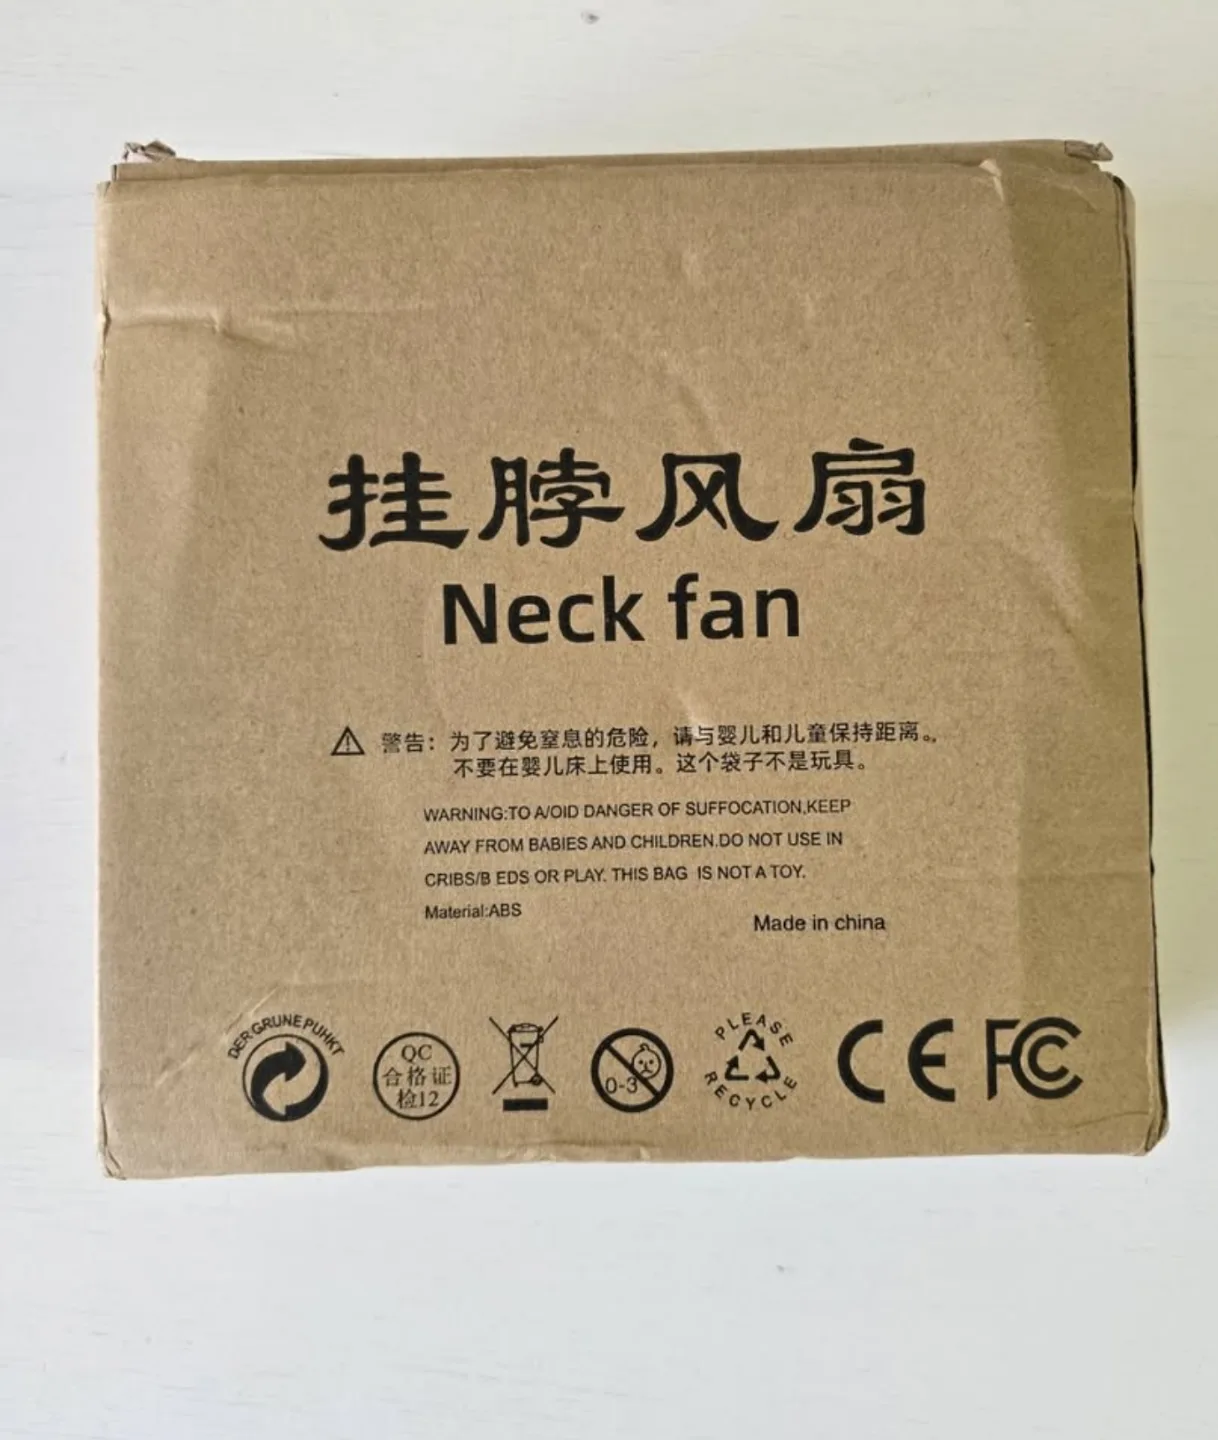 挂脖风扇
Neck fan
警告：为了避免窒息的危险，请与婴儿和儿童保持距离。，
不要在婴儿床上使用。这个袋子不是玩具。
WARNING:TO A/OID DANGER OF SUFFOCATION,KEEP
AWAY FROM BABIES AND CHILDREN.DO NOT USE IN
CRIBS/B EDS OR PLAY. THIS BAG IS NOT A TOY.
Material:ABS
Made in china
DER GRUNE PUHKT
QC
合格证
检12
0-3
PLEASE
RECYCLE
CE
FC